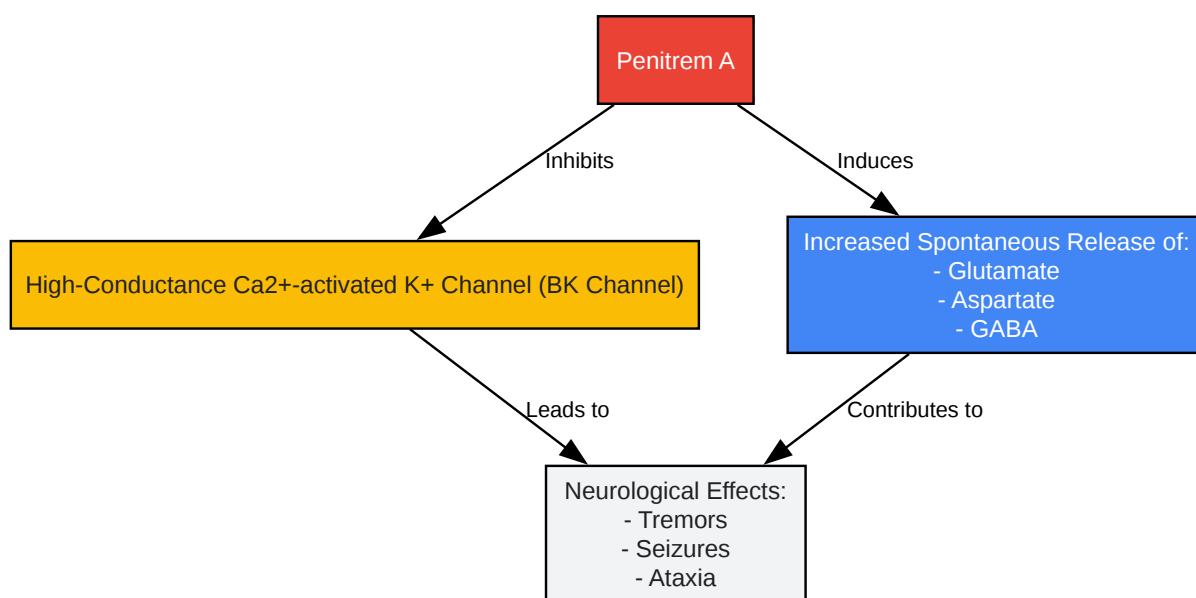 Penitrem A
Inhibits
Induces
High-Conductance Ca2+-activated K+ Channel (BK Channel)
Increased Spontaneous Release of:
- Glutamate
- Aspartate
- GABA
Leads to
Contributes to
Neurological Effects:
- Tremors
- Seizures
- Ataxia